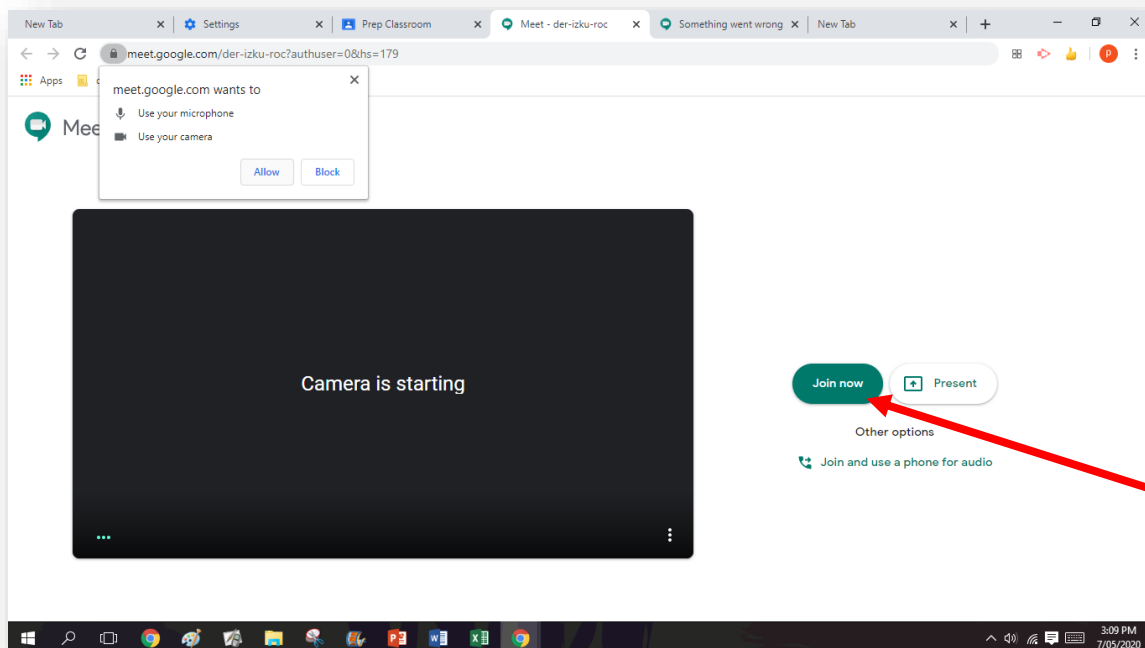 New Tab Settings Prep Classroom Meet - der-izku-roc Something went wrong New Tab
meet.google.com/der-izku-roc?authuser=0&hs=179
P
Apps
meet.google.com wants to
Use your microphone
Use your camera
Allow Block
Camera is starting
Join now Present
Other options
Join and use a phone for audio
3:09 PM
7/05/2020